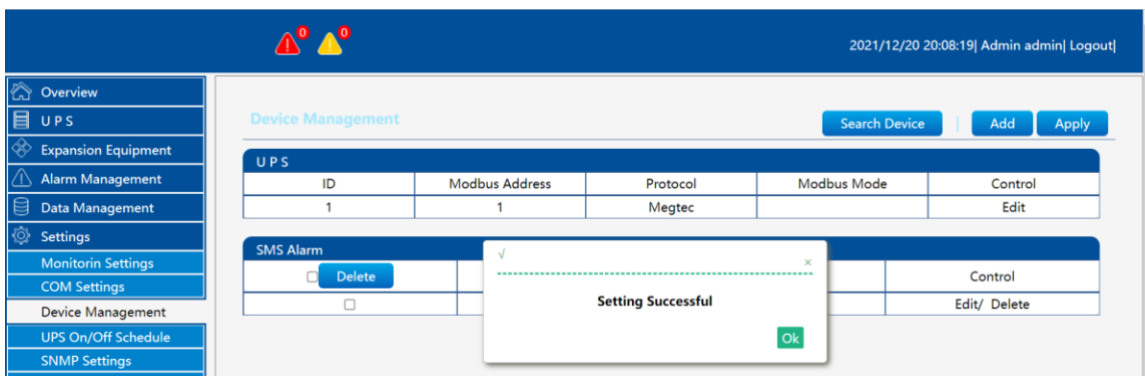 0 0
2021/12/20 20:08:19| Admin admin| Logout|
Overview
U P S
Expansion Equipment
Alarm Management
Data Management
Settings
Monitorin Settings
COM Settings
Device Management
UPS On/Off Schedule
SNMP Settings
Device Management
Search Device | Add Apply
U P S
ID Modbus Address Protocol Modbus Mode Control
1 1 Megtec Edit
SMS Alarm
Delete Control
Edit/ Delete
√ ×
Setting Successful
Ok